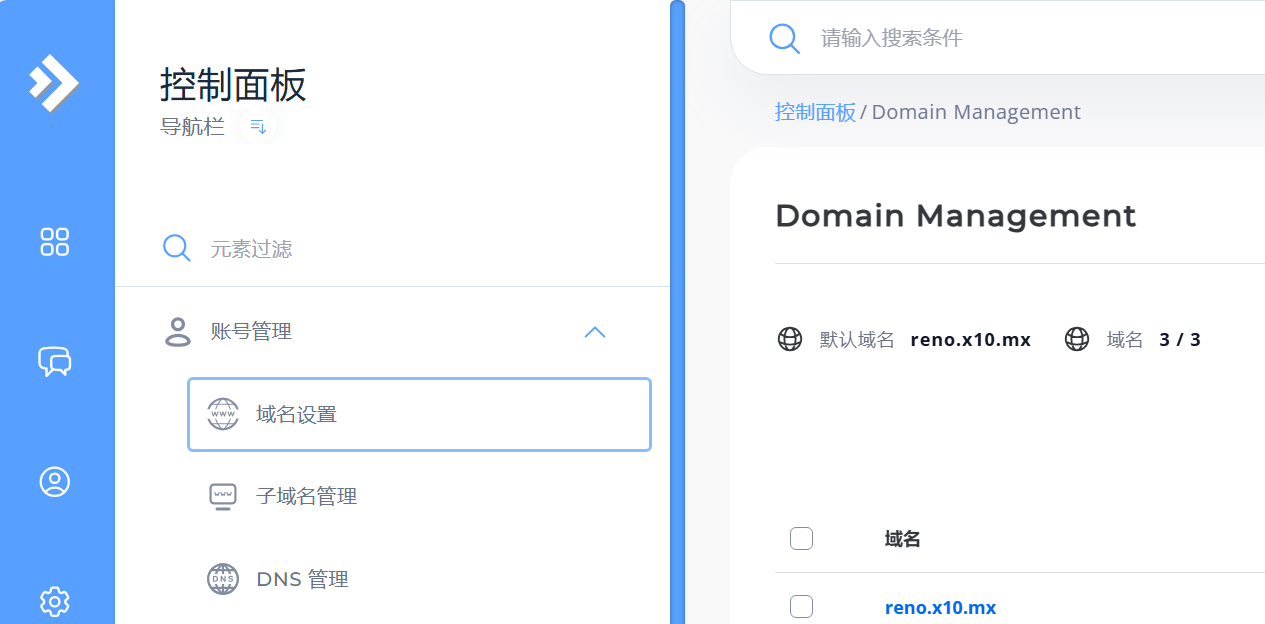 控制面板
导航栏
元素过滤
账号管理
www
域名设置
子域名管理
DNS
DNS 管理
请输入搜索条件
控制面板 / Domain Management
Domain Management
默认域名 reno.x10.mx 域名 3 / 3
域名
reno.x10.mx